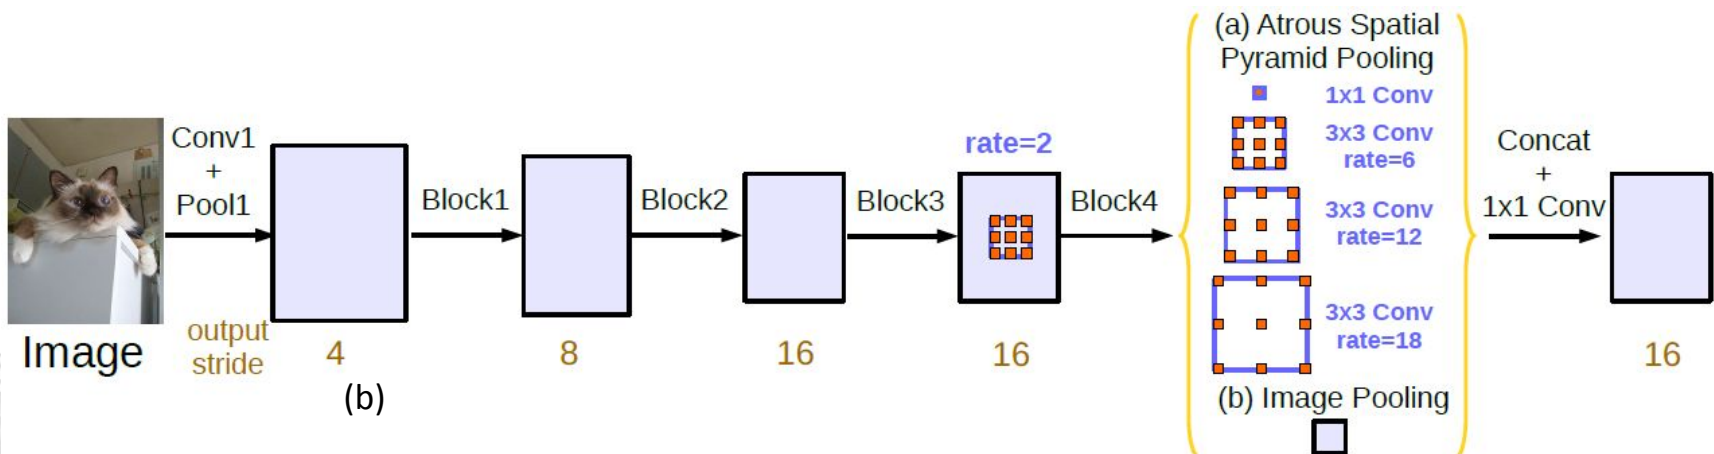 (a) Atrous Spatial
Pyramid Pooling
1x1 Conv
3x3 Conv
rate=6
3x3 Conv
rate=12
3x3 Conv
rate=18
(b) Image Pooling
Conv1
+
Pool1
Block1
Block2
Block3
rate=2
Block4
Concat
+
1x1 Conv
Image
output
stride
4
8
16
16
16
(b)